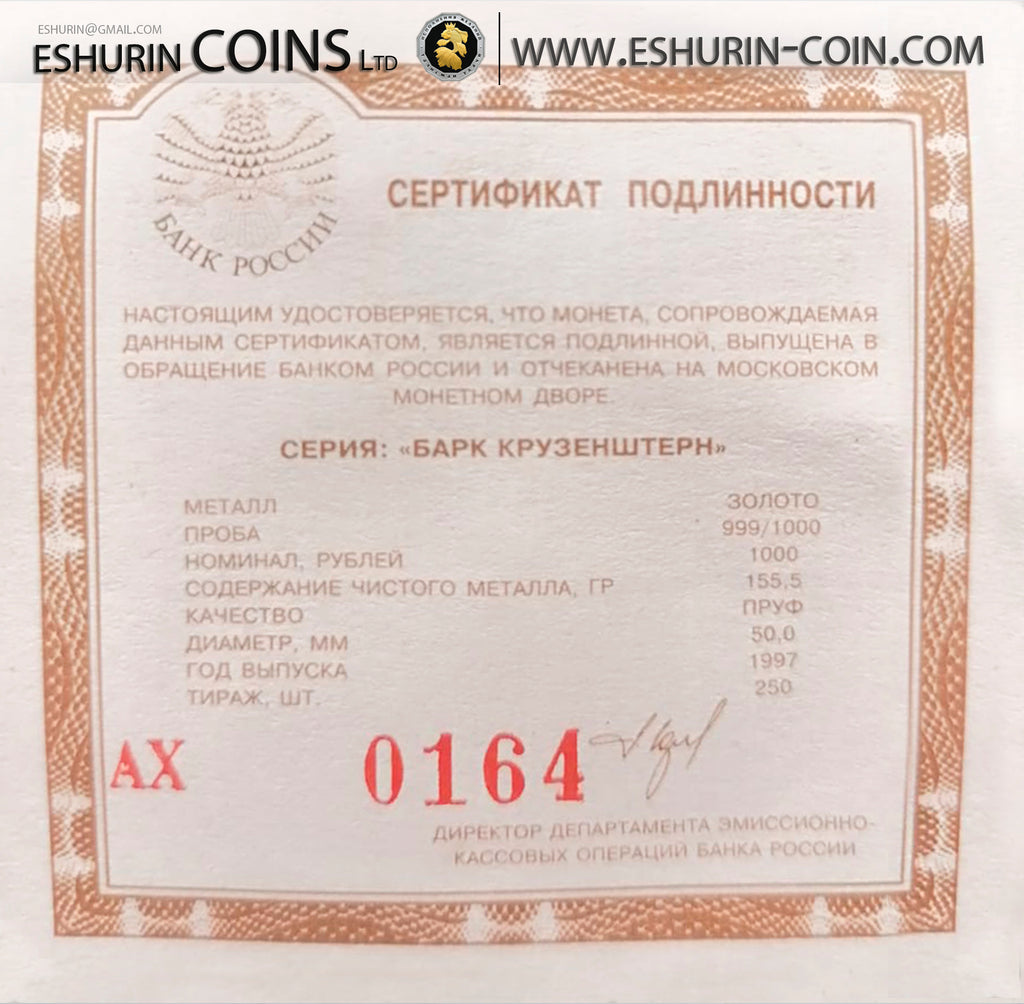 ESHURIN@GMAIL.COM
ESHURIN COINS LTD
WWW.ESHURIN-COIN.COM
БАНК РОССИИ
СЕРТИФИКАТ ПОДЛИННОСТИ
НАСТОЯЩИМ УДОСТОВЕРЯЕТСЯ, ЧТО МОНЕТА, СОПРОВОЖДАЕМАЯ
ДАННЫМ СЕРТИФИКАТОМ, ЯВЛЯЕТСЯ ПОДЛИННОЙ, ВЫПУЩЕНА В
ОБРАЩЕНИЕ БАНКОМ РОССИИ И ОТЧЕКАНЕНА НА МОСКОВСКОМ
МОНЕТНОМ ДВОРЕ.
СЕРИЯ: «БАРК КРУЗЕНШТЕРН»
МЕТАЛЛ ЗОЛОТО
ПРОБА 999/1000
НОМИНАЛ, РУБЛЕЙ 1000
СОДЕРЖАНИЕ ЧИСТОГО МЕТАЛЛА, ГР 155,5
КАЧЕСТВО ПРУФ
ДИАМЕТР, ММ 50,0
ГОД ВЫПУСКА 1997
ТИРАЖ, ШТ. 250
АХ 0164
ДИРЕКТОР ДЕПАРТАМЕНТА ЭМИССИОННО-
КАССОВЫХ ОПЕРАЦИЙ БАНКА РОССИИ